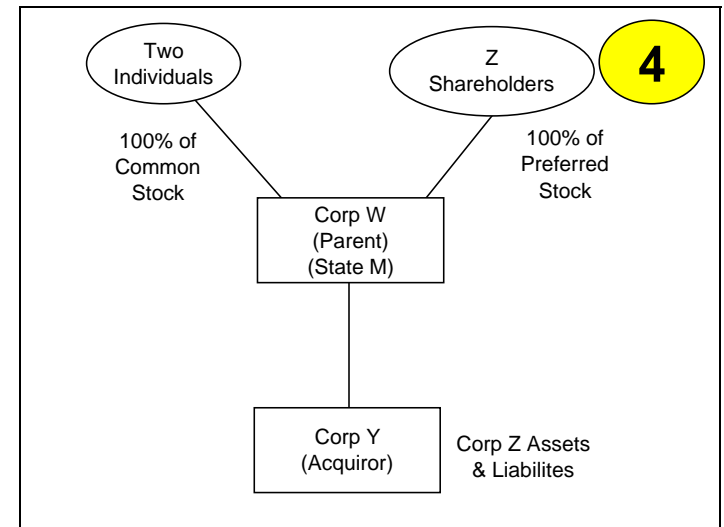 Two
Individuals
Z
Shareholders
4
100% of
Common
Stock
100% of
Preferred
Stock
Corp W
(Parent)
(State M)
Corp Y
(Acquiror)
Corp Z Assets
& Liabilites